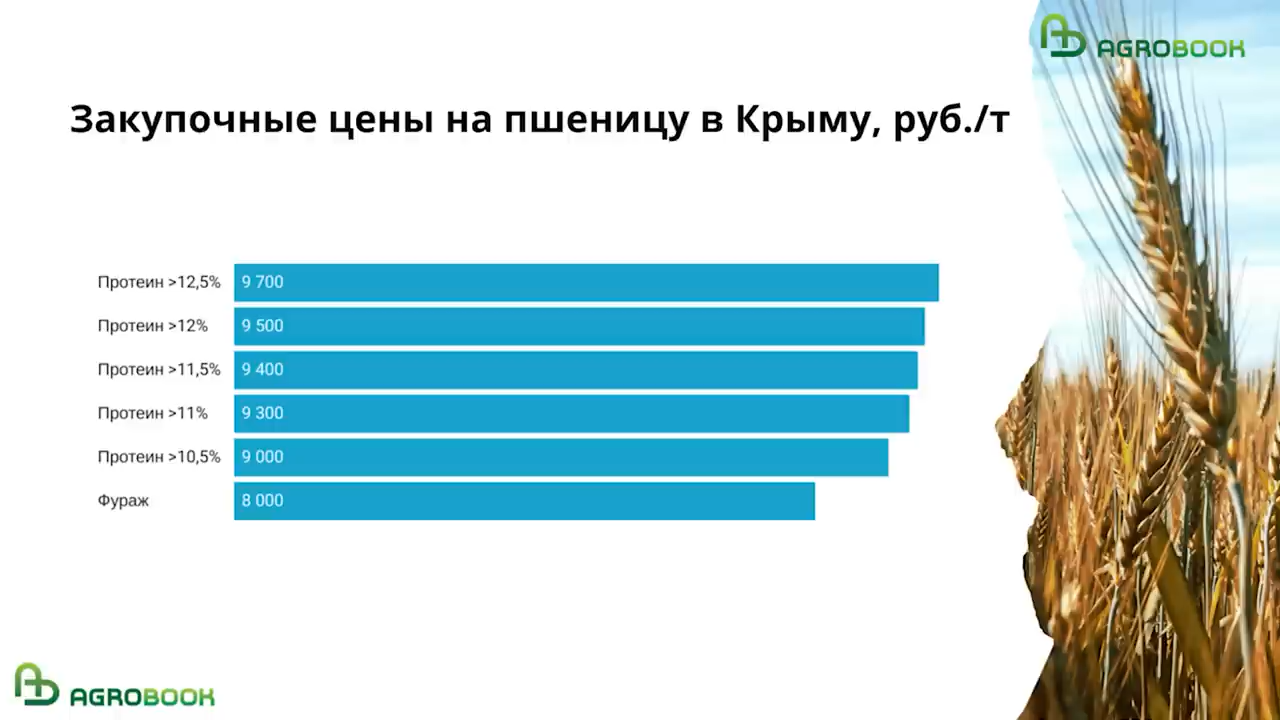 AGROBOOK
Закупочные цены на пшеницу в Крыму, руб./т
Протеин >12,5% 9 700
Протеин >12% 9 500
Протеин >11,5% 9 400
Протеин >11% 9 300
Протеин >10,5% 9 000
Фураж 8 000
AGROBOOK